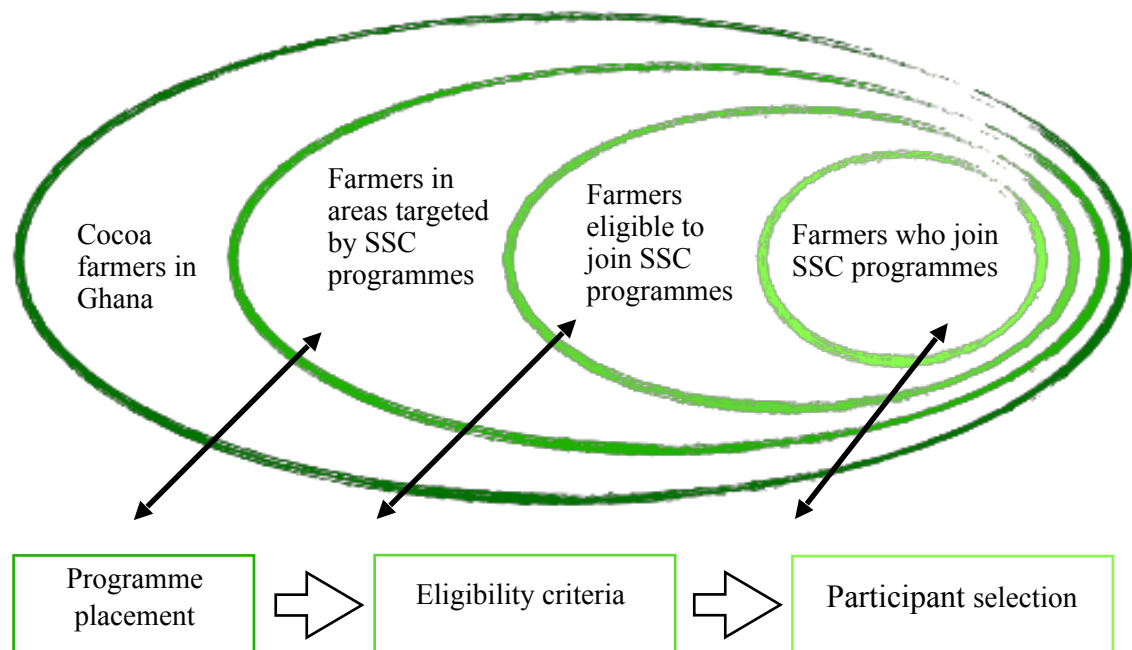 Cocoa
farmers in
Ghana
Farmers in
areas targeted
by SSC
programmes
Farmers
eligible to
join SSC
programmes
Farmers who join
SSC programmes
Programme
placement
Eligibility criteria
Participant selection